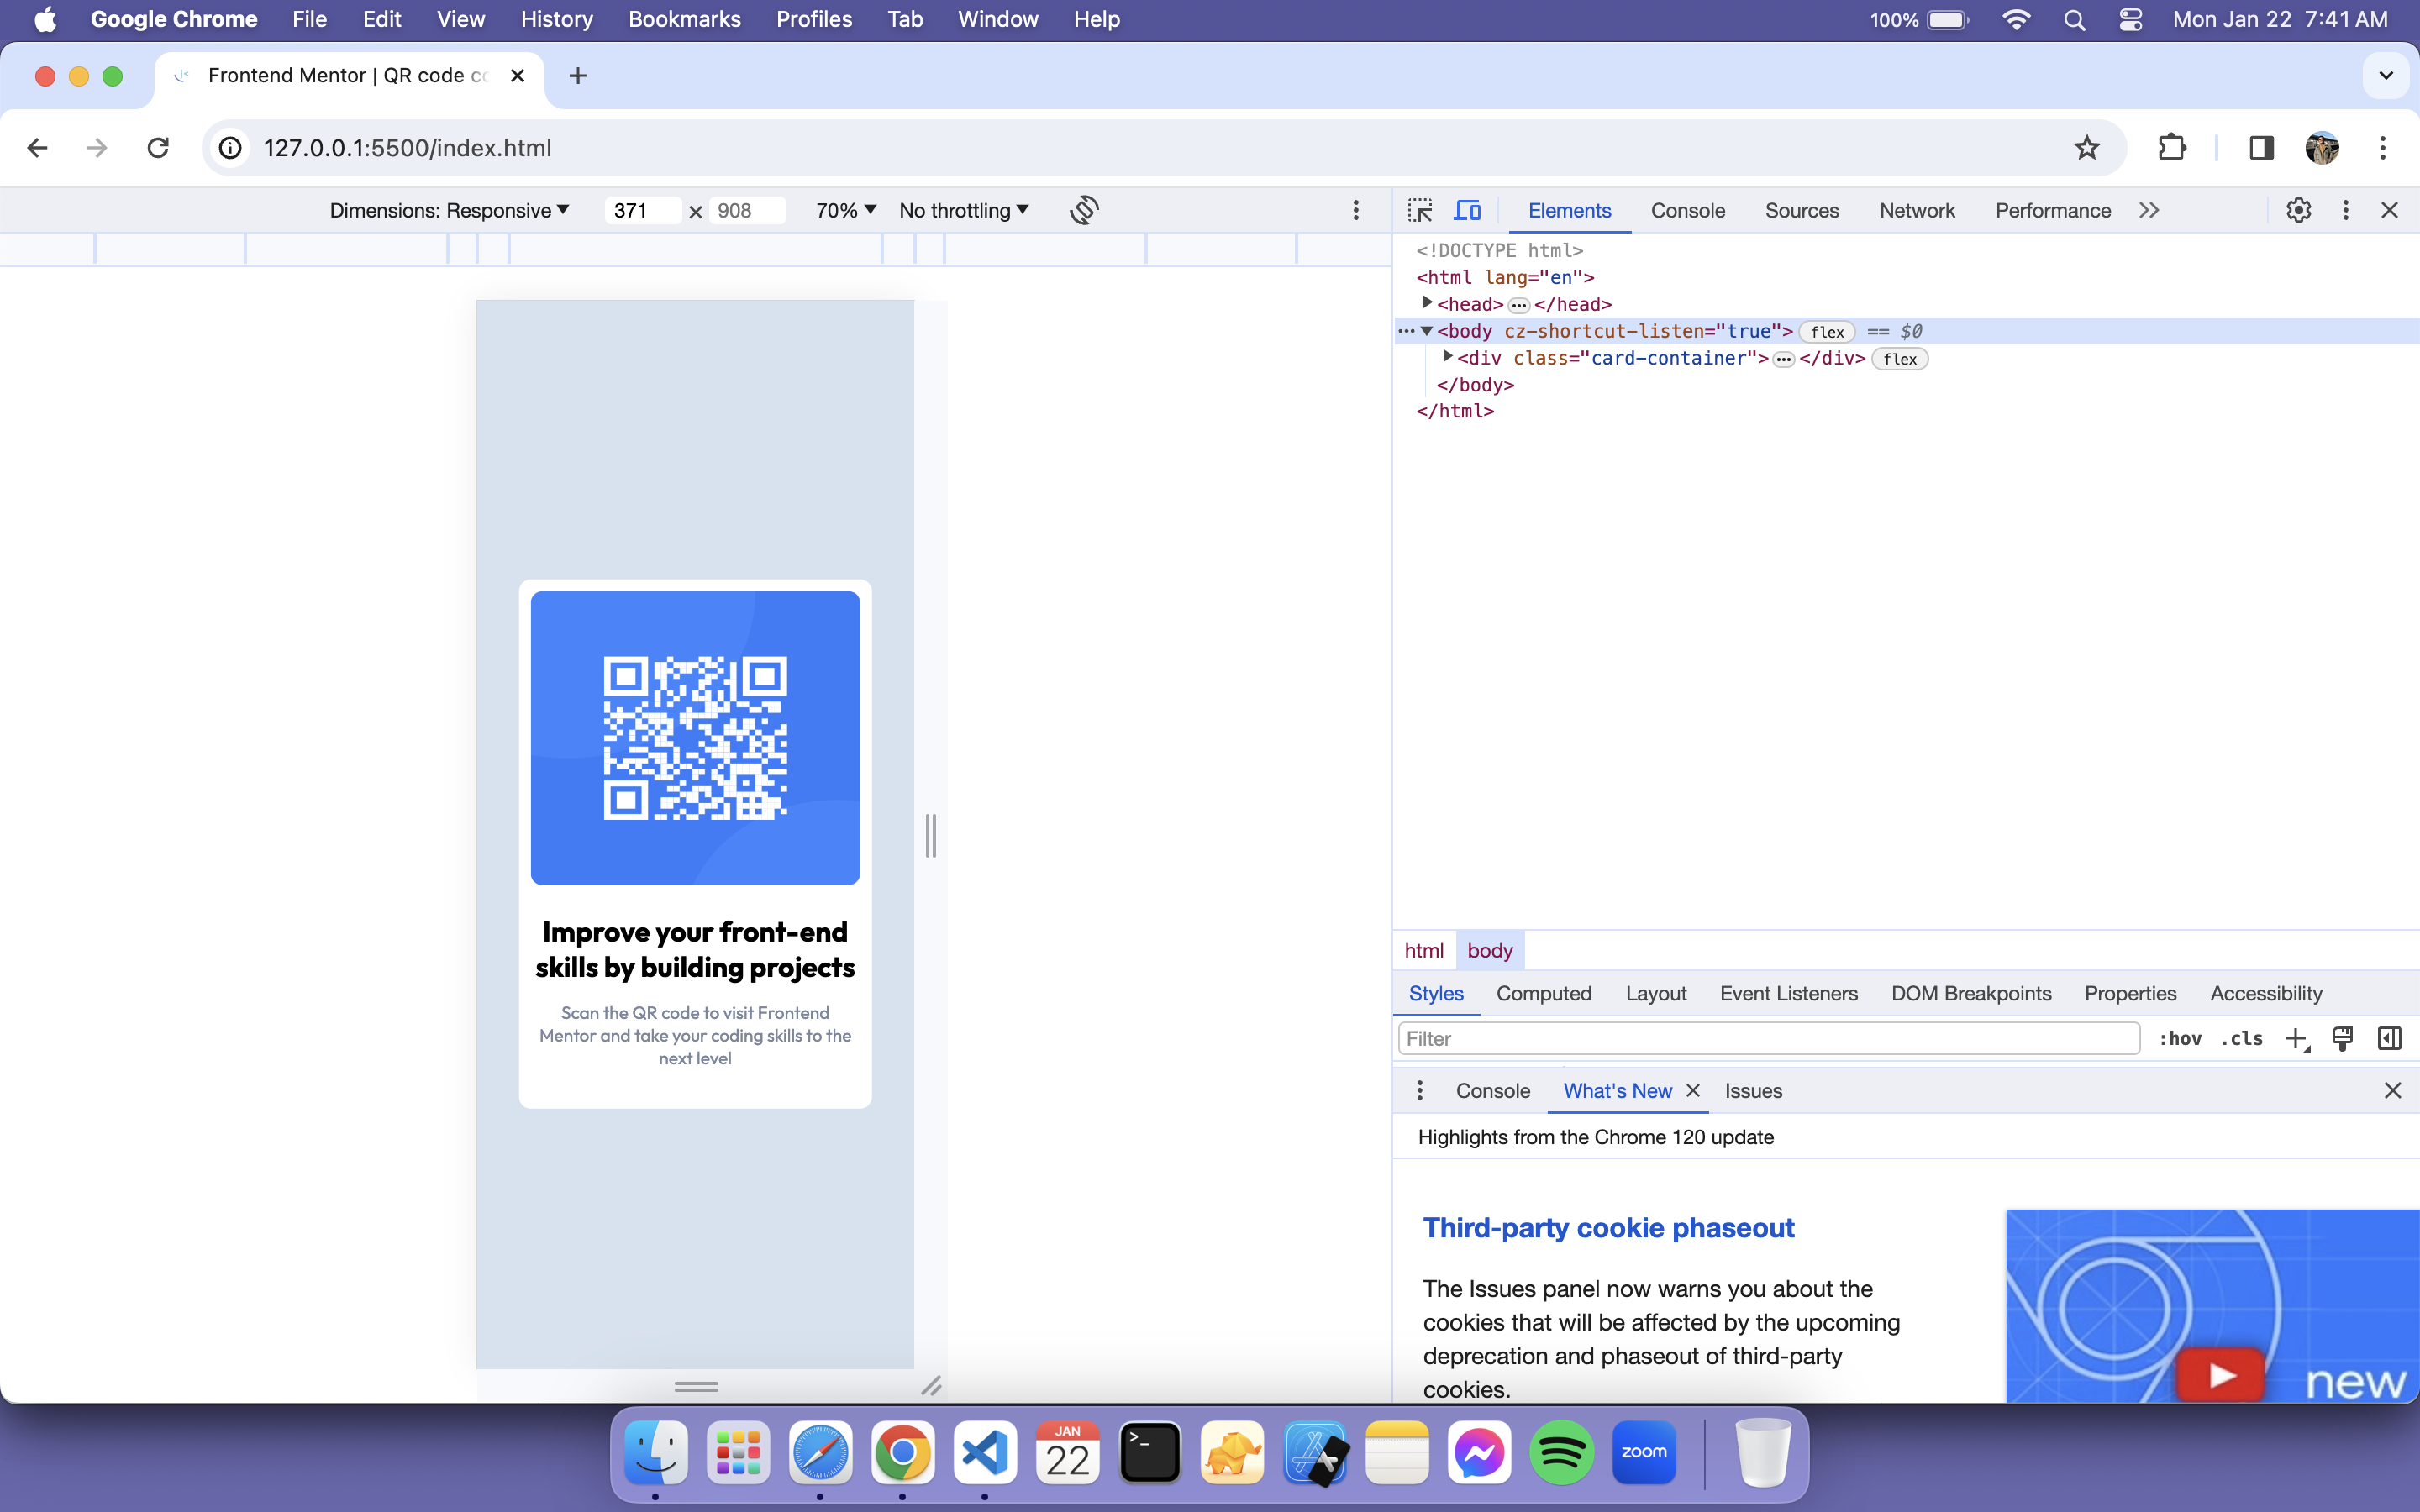 Google Chrome File Edit View History Bookmarks Profiles Tab Window Help 100% Mon Jan 22 7:41 AM
Frontend Mentor | QR code
127.0.0.1:5500/index.html
Dimensions: Responsive 371 × 908 70% No throttling
Elements Console Sources Network Performance
<!DOCTYPE html>
<html lang="en">
<head> … </head>
… <body cz-shortcut-listen="true"> flex == $0
<div class="card-container"> … </div> flex
</body>
</html>
Improve your front-end
skills by building projects
Scan the QR code to visit Frontend
Mentor and take your coding skills to the
next level
html body
Styles Computed Layout Event Listeners DOM Breakpoints Properties Accessibility
Filter :hov .cls
Console What's New Issues
Highlights from the Chrome 120 update
Third-party cookie phaseout
The Issues panel now warns you about the
cookies that will be affected by the upcoming
deprecation and phaseout of third-party
cookies.
new
JAN
22
>_
zoom